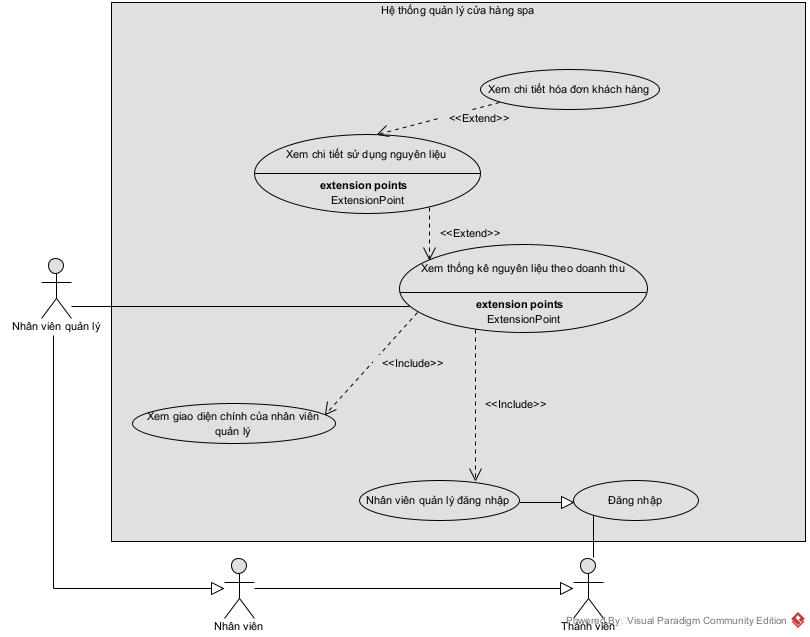 Hệ thống quản lý cửa hàng spa
Xem chi tiết hóa đơn khách hàng
<<Extend>>
Xem chi tiết sử dụng nguyên liệu
extension points
ExtensionPoint
<<Extend>>
Xem thống kê nguyên liệu theo doanh thu
extension points
ExtensionPoint
Nhân viên quản lý
<<Include>>
<<Include>>
Xem giao diện chính của nhân viên
quản lý
Nhân viên quản lý đăng nhập
Đăng nhập
Nhân viên
Thành viên
Powered By Visual Paradigm Community Edition